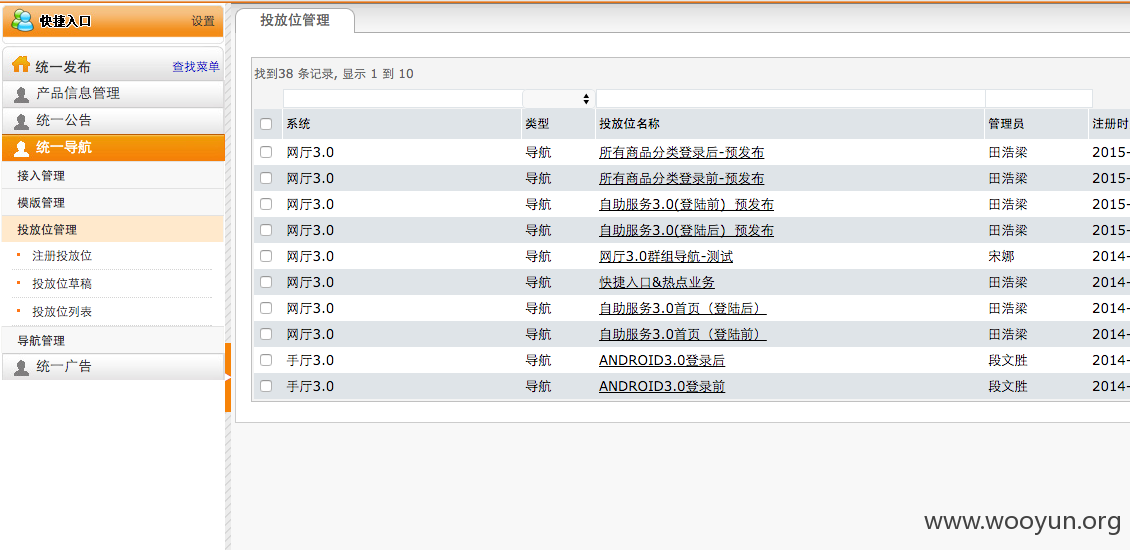 快捷入口 设置
统一发布 查找菜单
产品信息管理
统一公告
统一导航
接入管理
模版管理
投放位管理
注册投放位
投放位草稿
投放位列表
导航管理
统一广告
投放位管理
找到38 条记录, 显示 1 到 10
系统 类型 投放位名称 管理员 注册时
网厅3.0 导航 所有商品分类登录后-预发布 田浩梁 2015-
网厅3.0 导航 所有商品分类登录前-预发布 田浩梁 2015-
网厅3.0 导航 自助服务3.0(登陆前)_预发布 田浩梁 2015-
网厅3.0 导航 自助服务3.0(登陆后)_预发布 田浩梁 2015-
网厅3.0 导航 网厅3.0群组导航-测试 宋娜 2014-
网厅3.0 导航 快捷入口&热点业务 田浩梁 2014-
网厅3.0 导航 自助服务3.0首页（登陆后） 田浩梁 2014-
网厅3.0 导航 自助服务3.0首页（登陆前） 田浩梁 2014-
手厅3.0 导航 ANDROID3.0登录后 段文胜 2014-
手厅3.0 导航 ANDROID3.0登录前 段文胜 2014-
www.wooyun.org